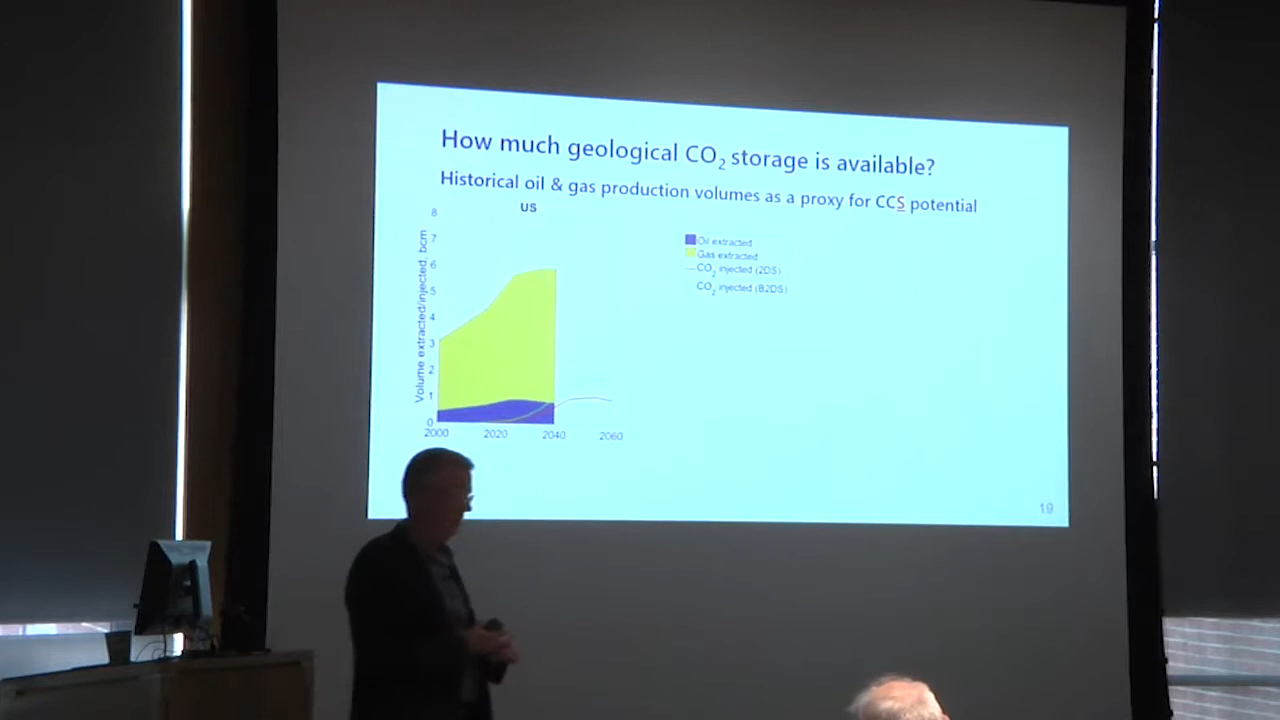 How much geological CO₂ storage is available?
Historical oil & gas production volumes as a proxy for CCS potential
US
Volume extracted/injected, bcm
8
7
6
5
4
3
2
1
0
2000 2020 2040 2060
Oil extracted
Gas extracted
CO₂ injected (2DS)
CO₂ injected (B2DS)
19